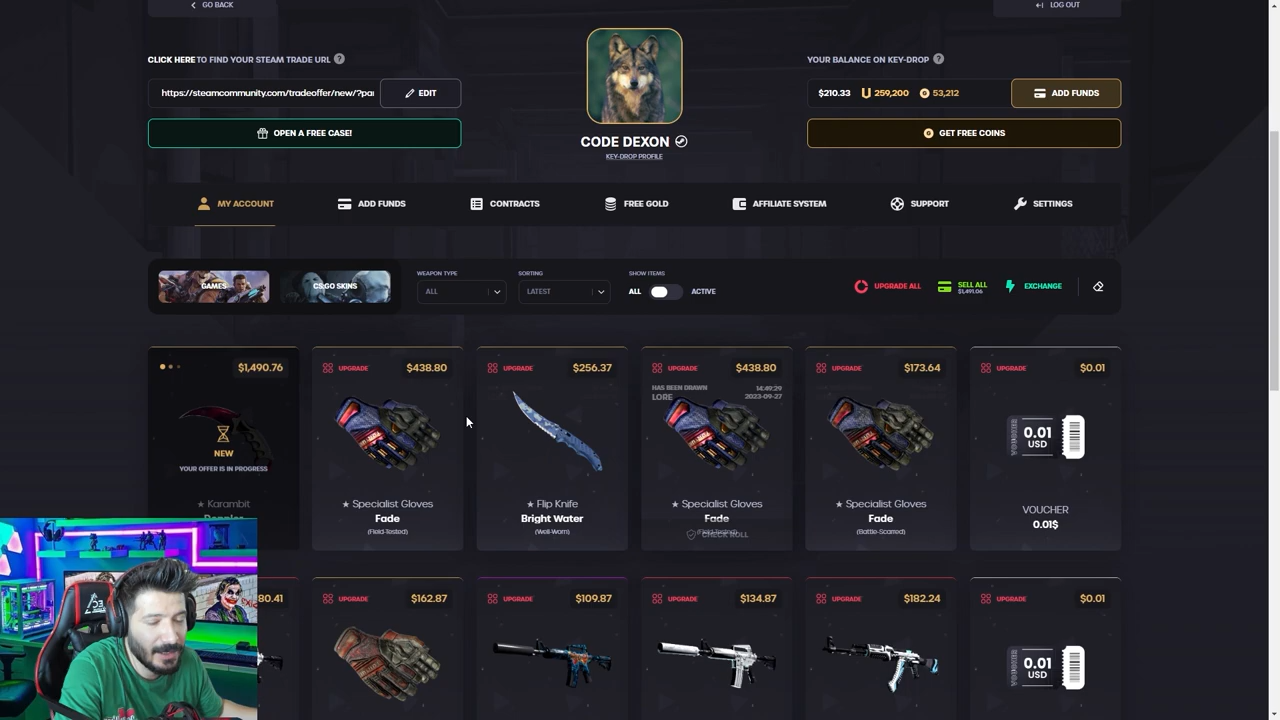 GO BACK
LOG OUT
CLICK HERE TO FIND YOUR STEAM TRADE URL ?
YOUR BALANCE ON KEY-DROP ?
https://steamcommunity.com/tradeoffer/new/?pa
EDIT
$210.33 259,200 53,212
ADD FUNDS
OPEN A FREE CASE!
GET FREE COINS
CODE DEXON
KEY-DROP PROFILE
MY ACCOUNT
ADD FUNDS
CONTRACTS
FREE GOLD
AFFILIATE SYSTEM
SUPPORT
SETTINGS
GAMES
CS:GO SKINS
WEAPON TYPE
ALL
SORTING
LATEST
SHOW ITEMS
ALL
ACTIVE
UPGRADE ALL
SELL ALL
$1,491.06
EXCHANGE
$1,490.76
NEW
YOUR OFFER IS IN PROGRESS
★ Karambit
UPGRADE $438.80
★ Specialist Gloves
Fade
(Field-Tested)
UPGRADE $256.37
★ Flip Knife
Bright Water
(Well-Worn)
UPGRADE $438.80
HAS BEEN DRAWN 14:49:29
LORE 2023-09-27
★ Specialist Gloves
Fade
CHECK ROLL
UPGRADE $173.64
★ Specialist Gloves
Fade
(Battle-Scarred)
UPGRADE $0.01
VOUCHER
0.01
USD
VOUCHER
0.01$
80.41
UPGRADE $162.87
UPGRADE $109.87
UPGRADE $134.87
UPGRADE $182.24
UPGRADE $0.01
VOUCHER
0.01
USD